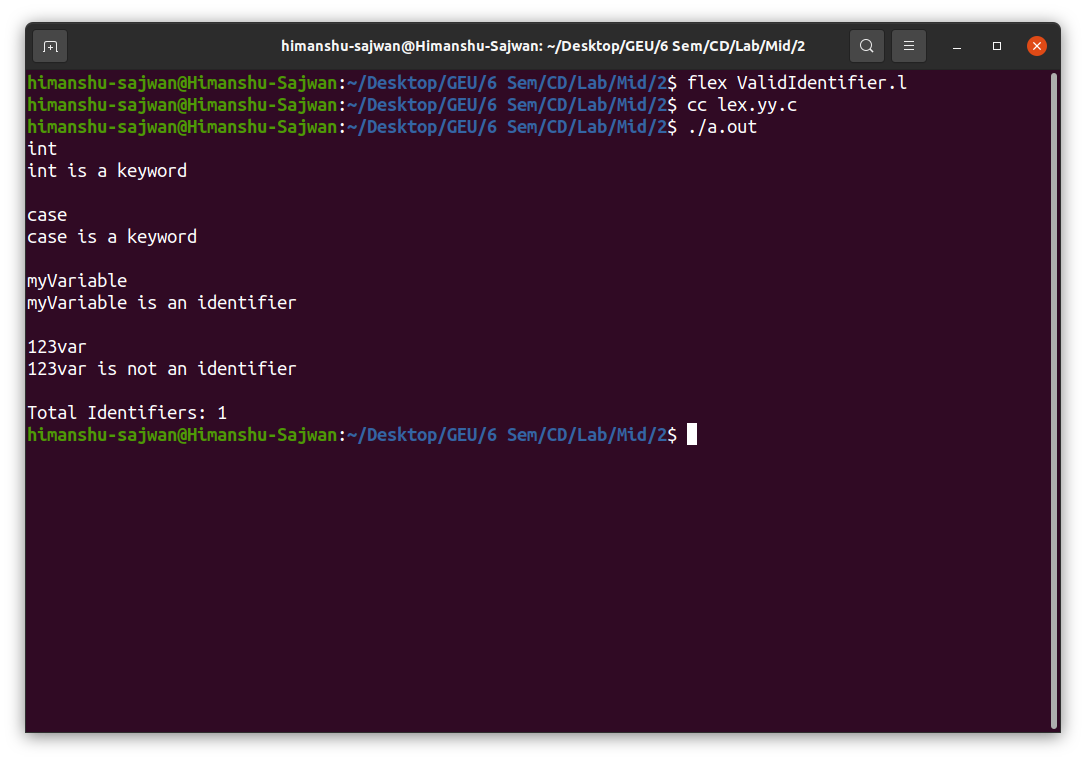 himanshu-sajwan@Himanshu-Sajwan: ~/Desktop/GEU/6 Sem/CD/Lab/Mid/2
himanshu-sajwan@Himanshu-Sajwan:~/Desktop/GEU/6 Sem/CD/Lab/Mid/2$ flex ValidIdentifier.l
himanshu-sajwan@Himanshu-Sajwan:~/Desktop/GEU/6 Sem/CD/Lab/Mid/2$ cc lex.yy.c
himanshu-sajwan@Himanshu-Sajwan:~/Desktop/GEU/6 Sem/CD/Lab/Mid/2$ ./a.out
int
int is a keyword
case
case is a keyword
myVariable
myVariable is an identifier
123var
123var is not an identifier
Total Identifiers: 1
himanshu-sajwan@Himanshu-Sajwan:~/Desktop/GEU/6 Sem/CD/Lab/Mid/2$